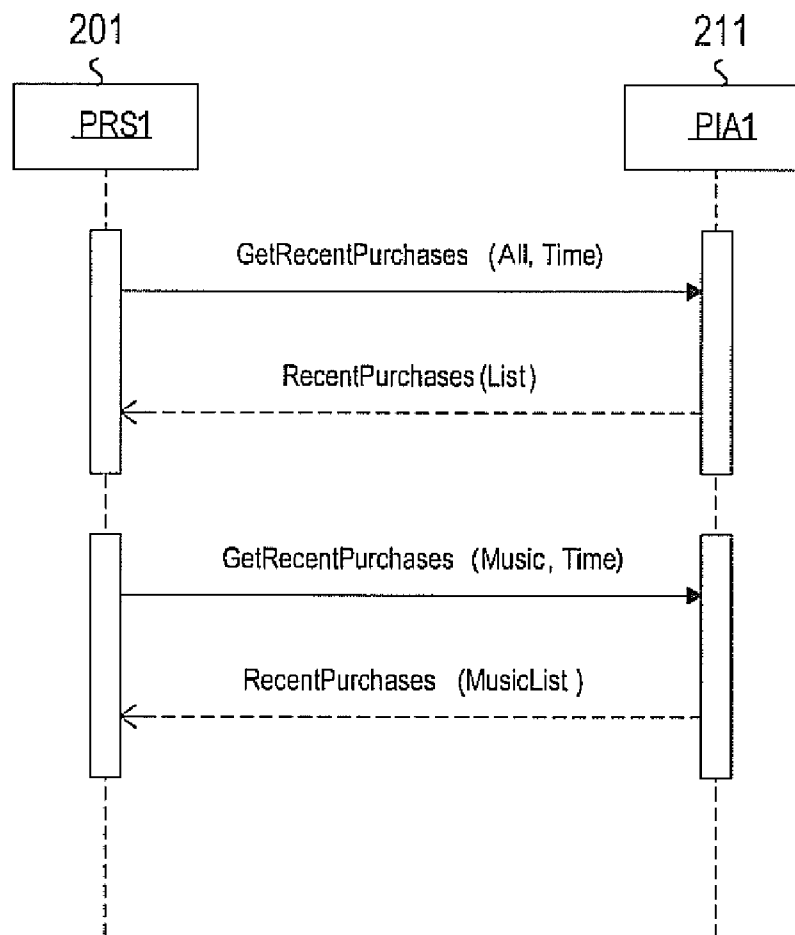 201
211
PRS1
PIA1
GetRecentPurchases (All, Time)
RecentPurchases (List)
GetRecentPurchases (Music, Time)
RecentPurchases (MusicList)